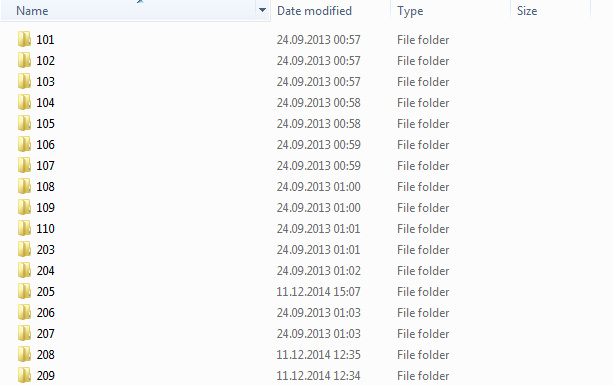 Name Date modified Type Size
101 24.09.2013 00:57 File folder
102 24.09.2013 00:57 File folder
103 24.09.2013 00:57 File folder
104 24.09.2013 00:58 File folder
105 24.09.2013 00:58 File folder
106 24.09.2013 00:59 File folder
107 24.09.2013 00:59 File folder
108 24.09.2013 01:00 File folder
109 24.09.2013 01:00 File folder
110 24.09.2013 01:01 File folder
203 24.09.2013 01:01 File folder
204 24.09.2013 01:02 File folder
205 11.12.2014 15:07 File folder
206 24.09.2013 01:03 File folder
207 24.09.2013 01:03 File folder
208 11.12.2014 12:35 File folder
209 11.12.2014 12:34 File folder